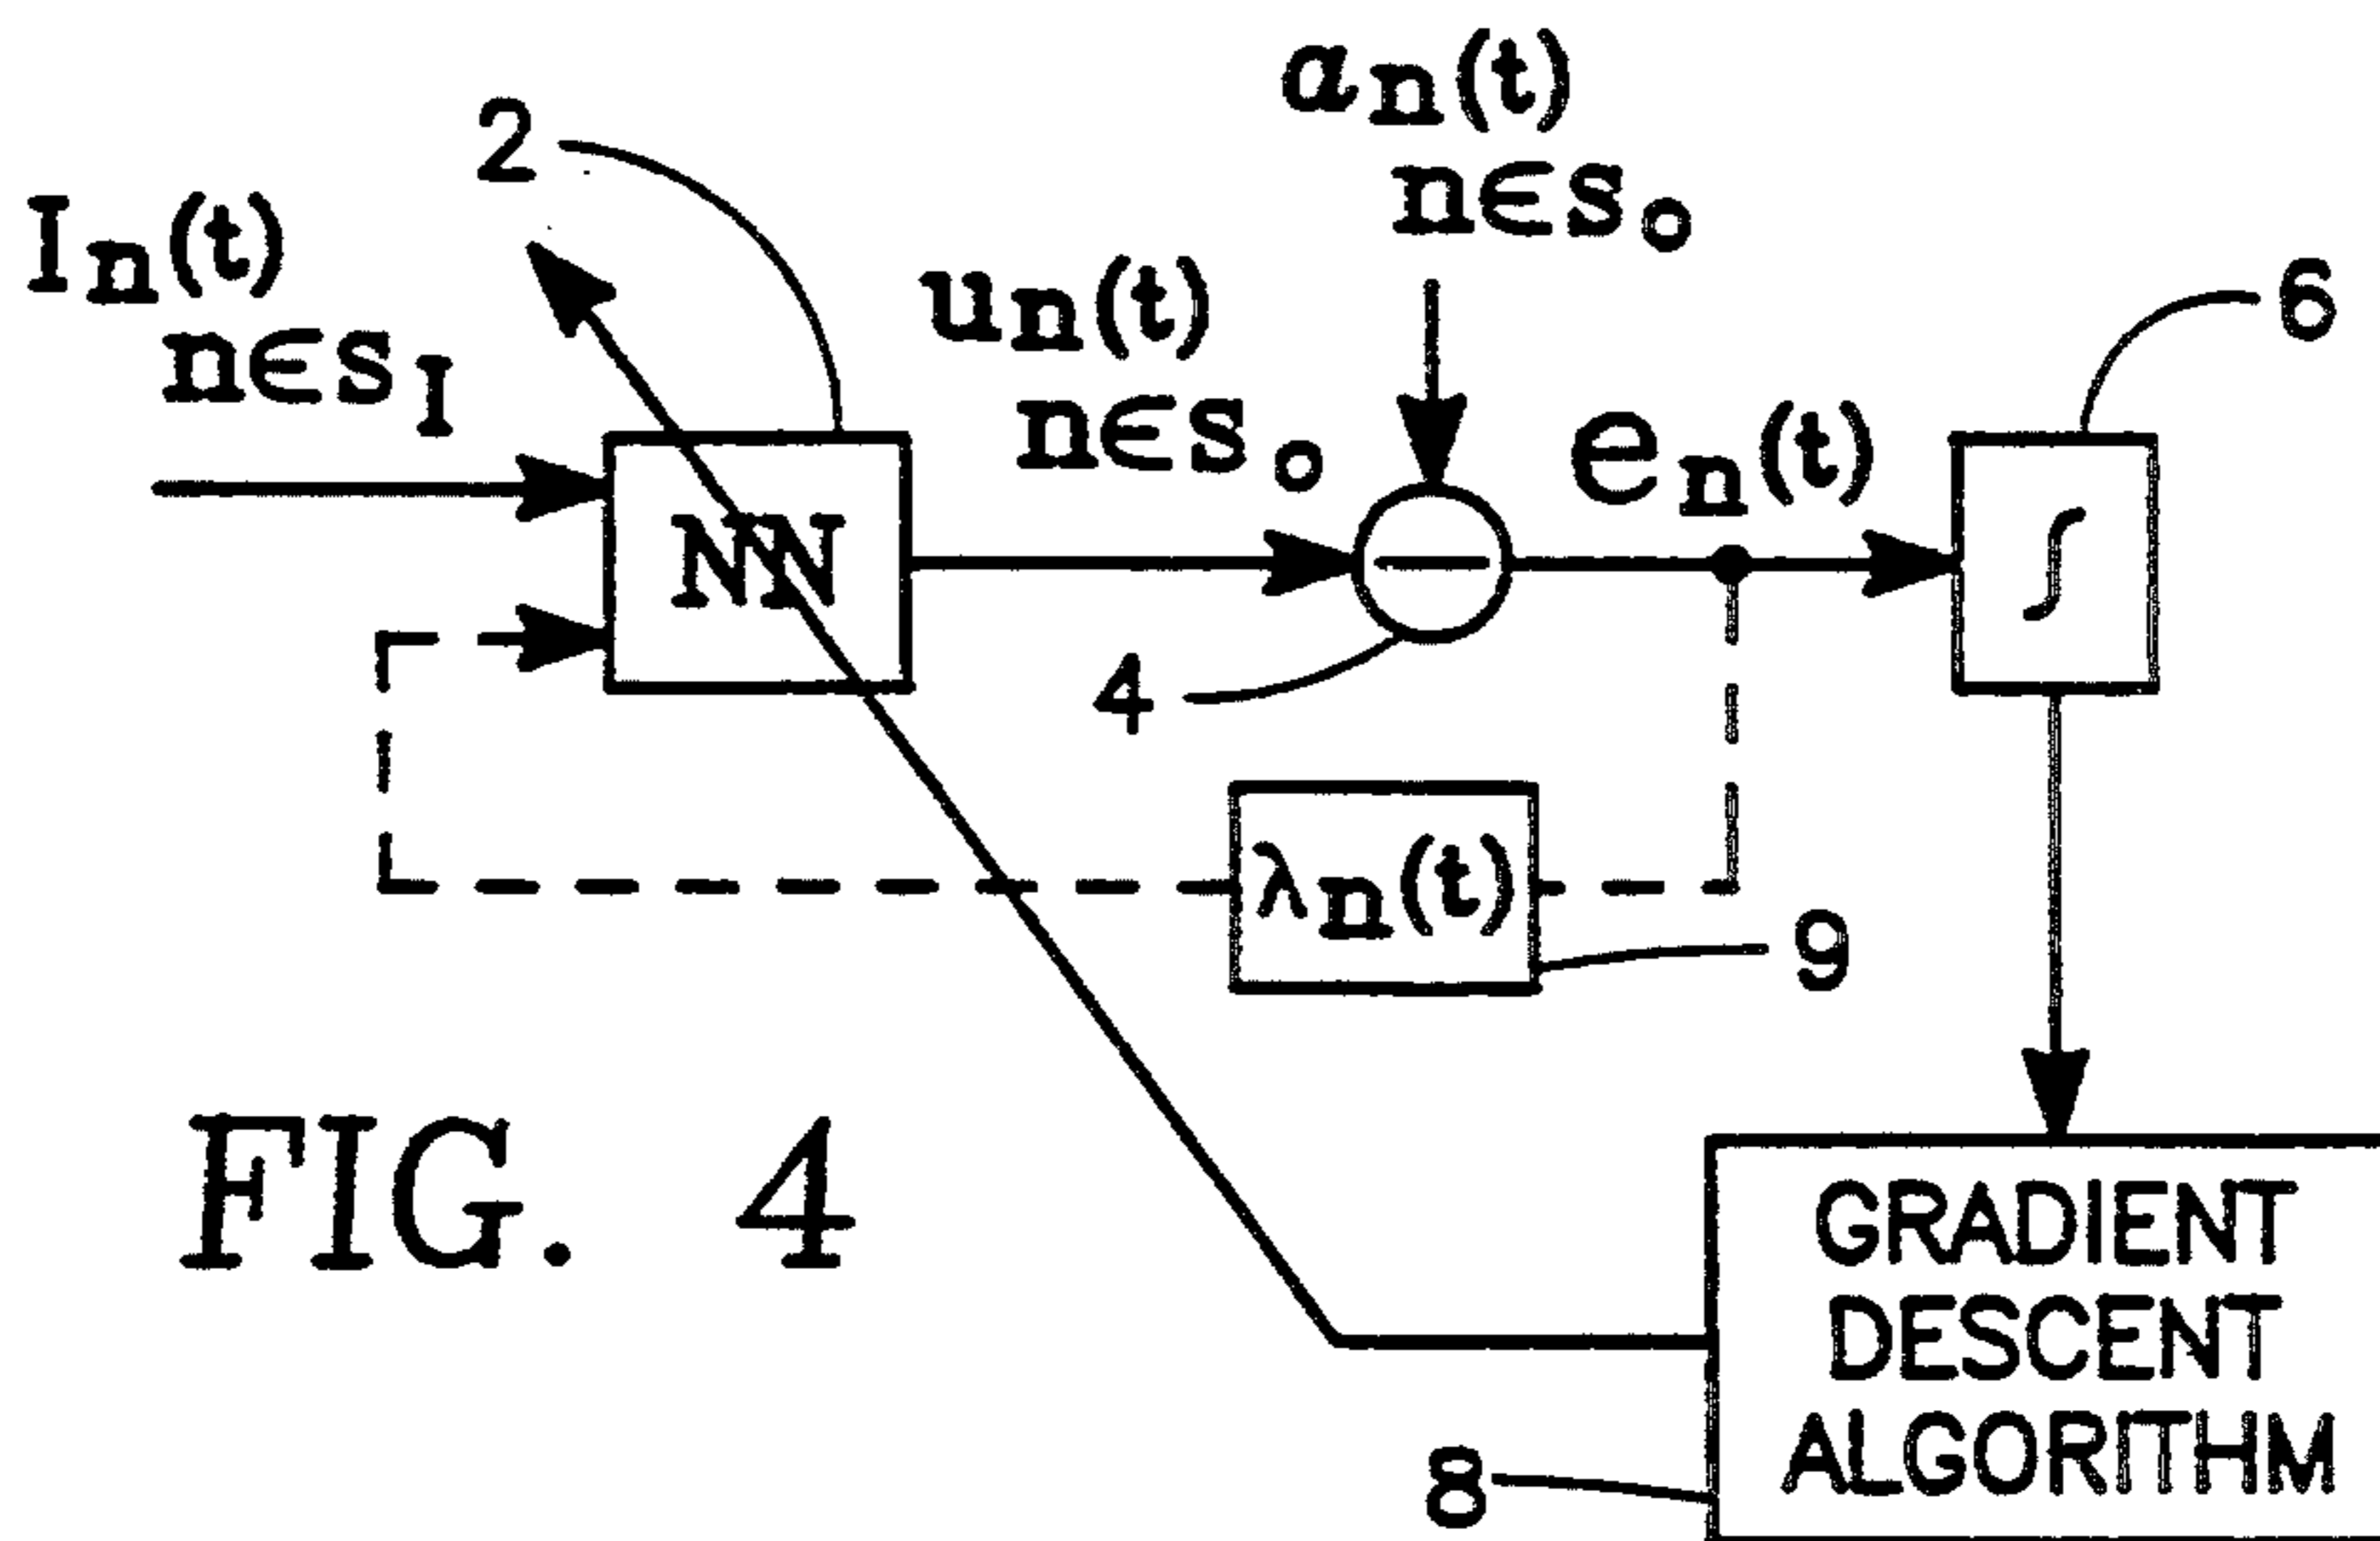 2
In(t)
n∈sI
un(t)
n∈so
an(t)
n∈so
6
en(t)
NN
∫
4
λn(t)
9
FIG. 4
GRADIENT
DESCENT
ALGORITHM
8